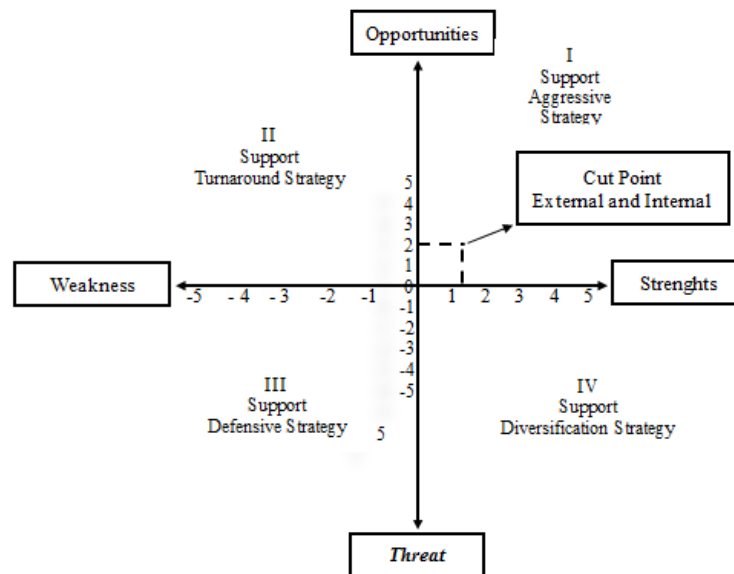 Opportunities
I
Support
Aggressive
Strategy
II
Support
Turnaround Strategy
Cut Point
External and Internal
5
4
3
2
1
0
Weakness
-5 - 4 - 3 -2 -1 1 2 3 4 5
Strenghts
-1
-2
-3
-4
-5
III
Support
Defensive Strategy
5
IV
Support
Diversification Strategy
Threat